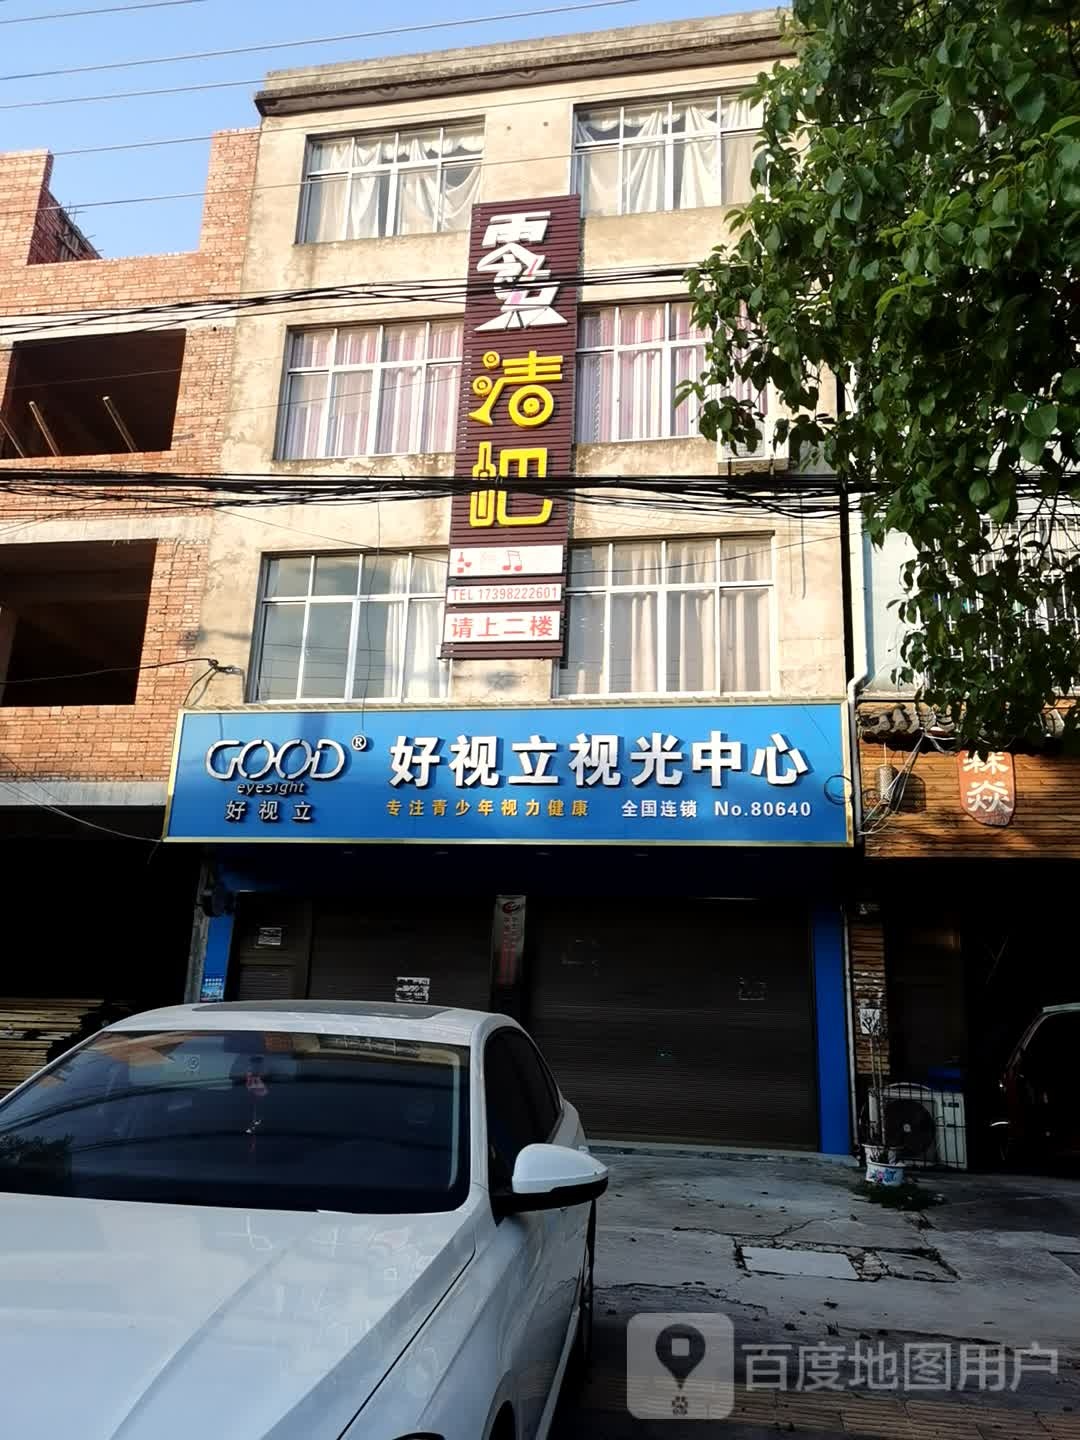 零点
清吧
TEL 17398222601
请上二楼
GOOD®
eyesight
好视立
好视立视光中心
专注青少年视力健康 全国连锁 No.80640
焱
百度地图用户